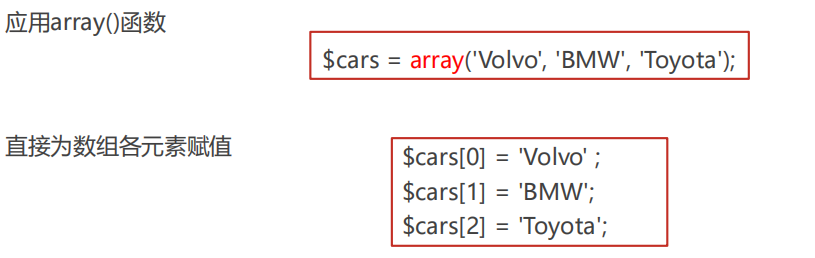 应用array()函数
$cars = array('Volvo', 'BMW', 'Toyota');
直接为数组各元素赋值
$cars[0] = 'Volvo' ;
$cars[1] = 'BMW';
$cars[2] = 'Toyota';